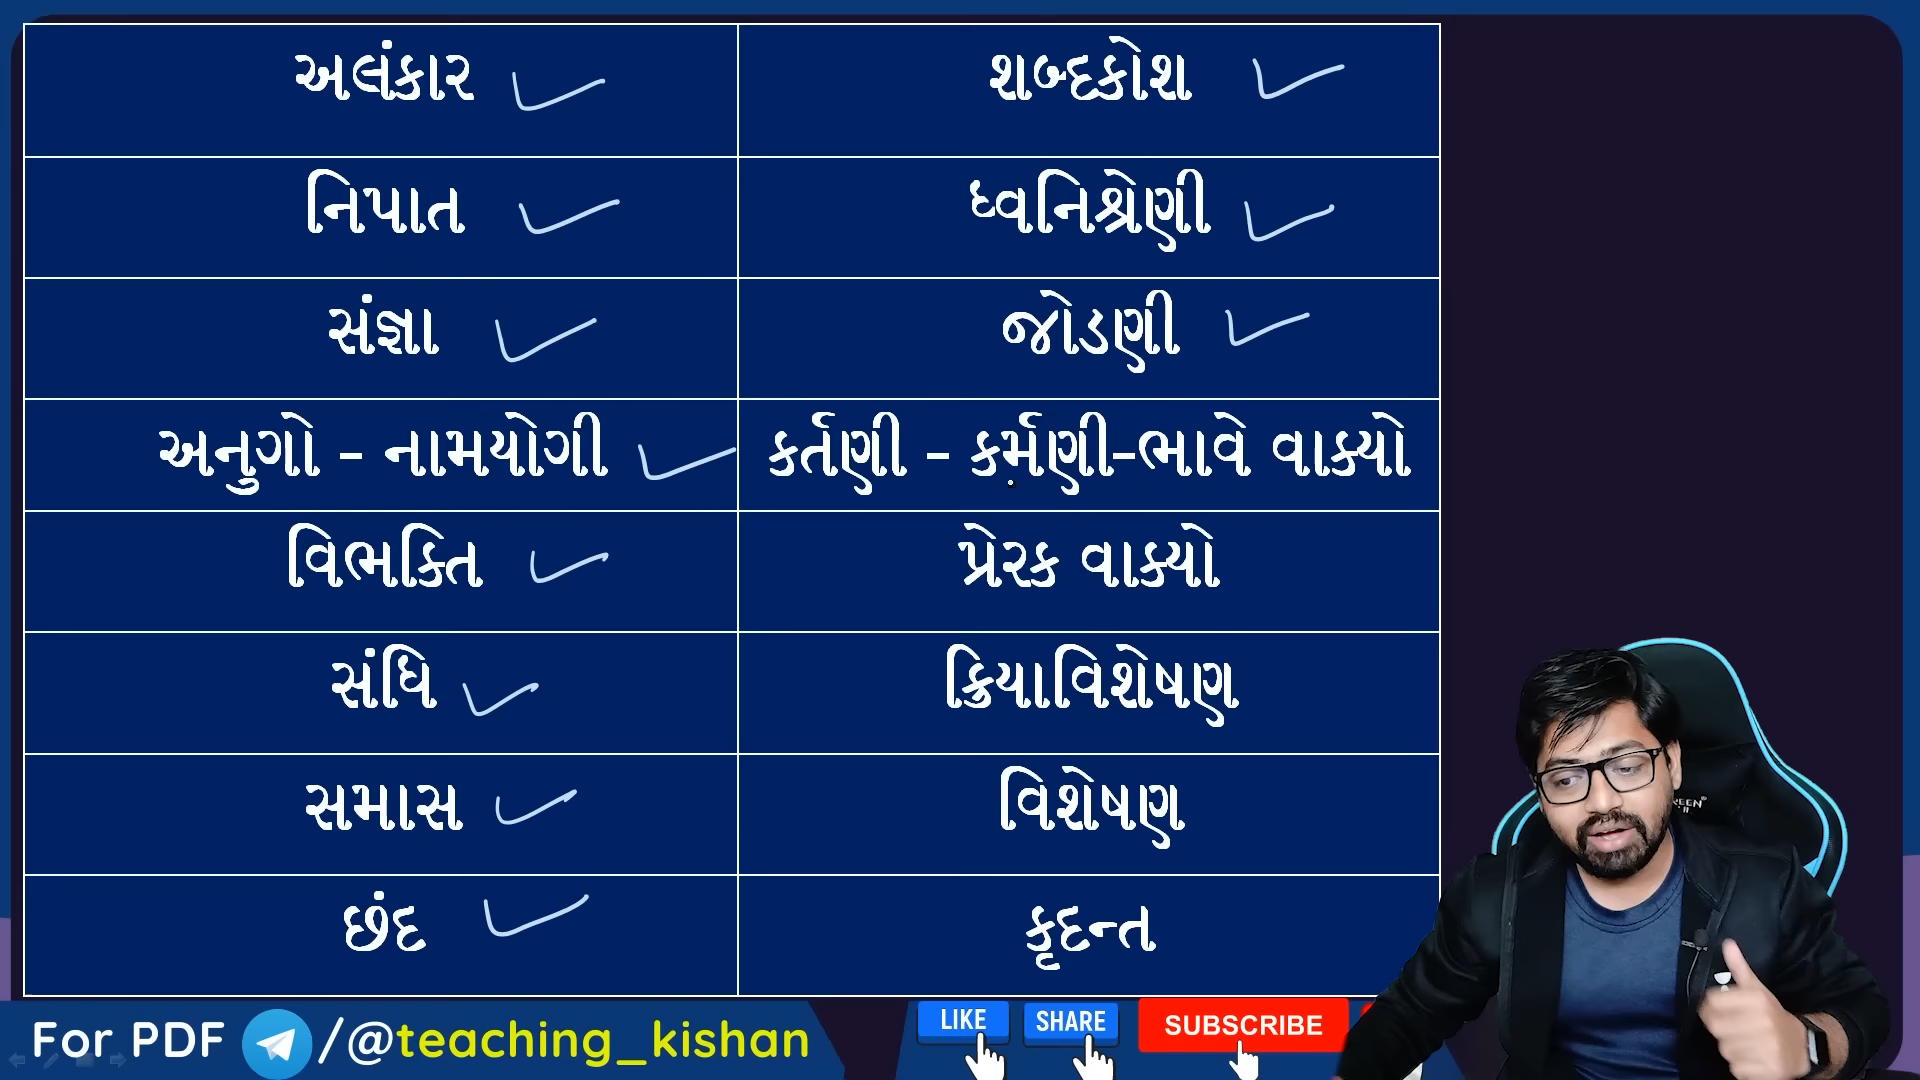 અલંકાર
શબ્દકોશ
નિપાત
ધ્વનિશ્રેણી
સંજ્ઞા
જોડણી
અનુગો - નામયોગી
કર્તણી - કર્મણી-ભાવે વાક્યો
વિભક્તિ
પ્રેરક વાક્યો
સંધિ
ક્રિયાવિશેષણ
સમાસ
વિશેષણ
છંદ
કૃદન્ત
For PDF /@teaching_kishan
LIKE
SHARE
SUBSCRIBE